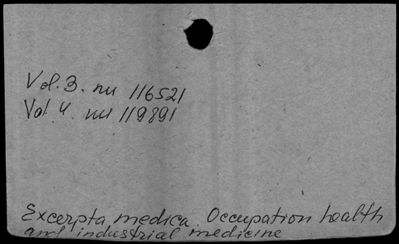 Vol. 3. nu 116521
Vol 4. nu 119891
Excerpta medica Occupation health
and industrial medicine